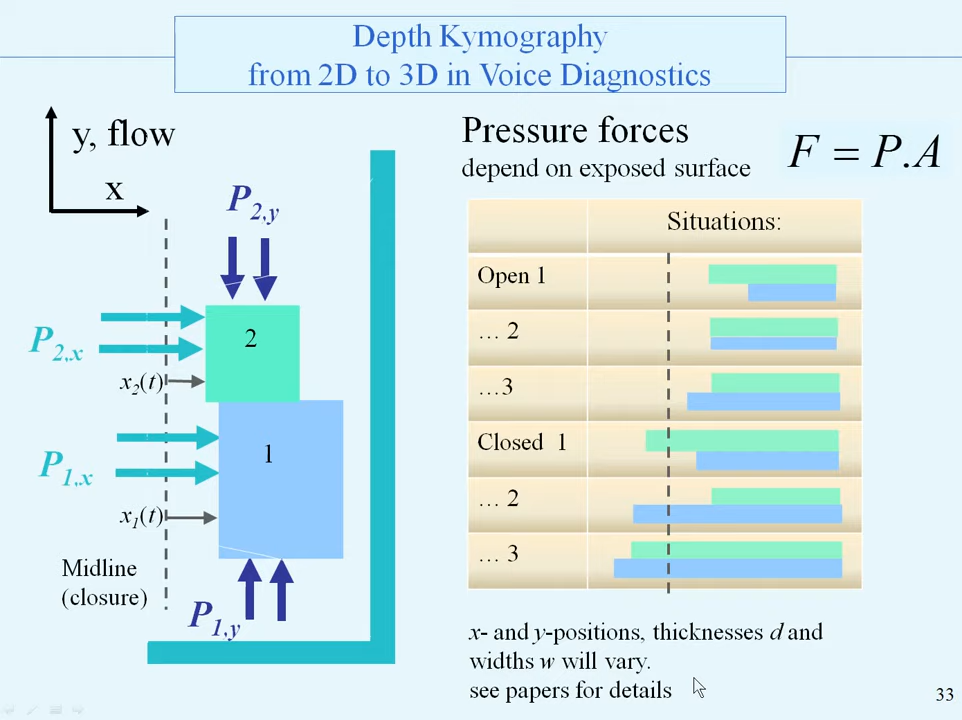 Depth Kymography
from 2D to 3D in Voice Diagnostics
y, flow
x
P2,y
P2,x
2
x2(t)
P1,x
1
x1(t)
Midline
(closure)
P1,y
Pressure forces
depend on exposed surface
F = P.A
Situations:
Open 1
... 2
...3
Closed 1
... 2
... 3
x- and y-positions, thicknesses d and
widths w will vary.
see papers for details
33